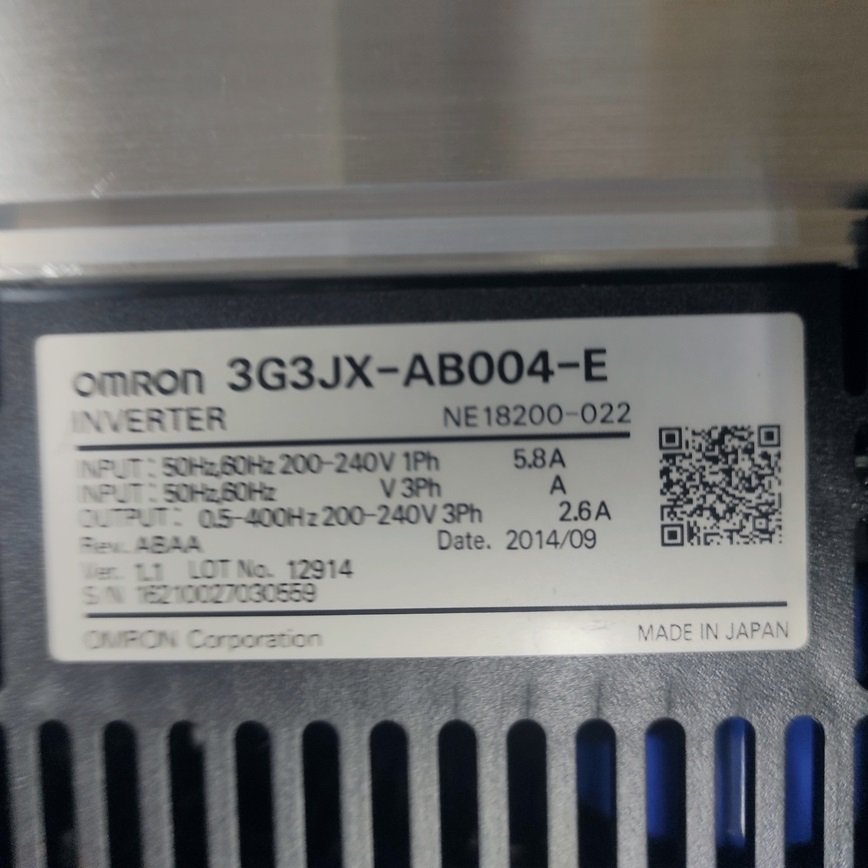 OMRON 3G3JX-AB004-E
INVERTER NE18200-022
INPUT: 50Hz,60Hz 200-240V 1Ph 5.8A
INPUT: 50Hz,60Hz V 3Ph A
OUTPUT: 0.5-400Hz 200-240V 3Ph 2.6A
Rev. ABAA Date. 2014/09
Ver. 1.1 LOT No. 12914
S/N 16210027030559
OMRON Corporation MADE IN JAPAN